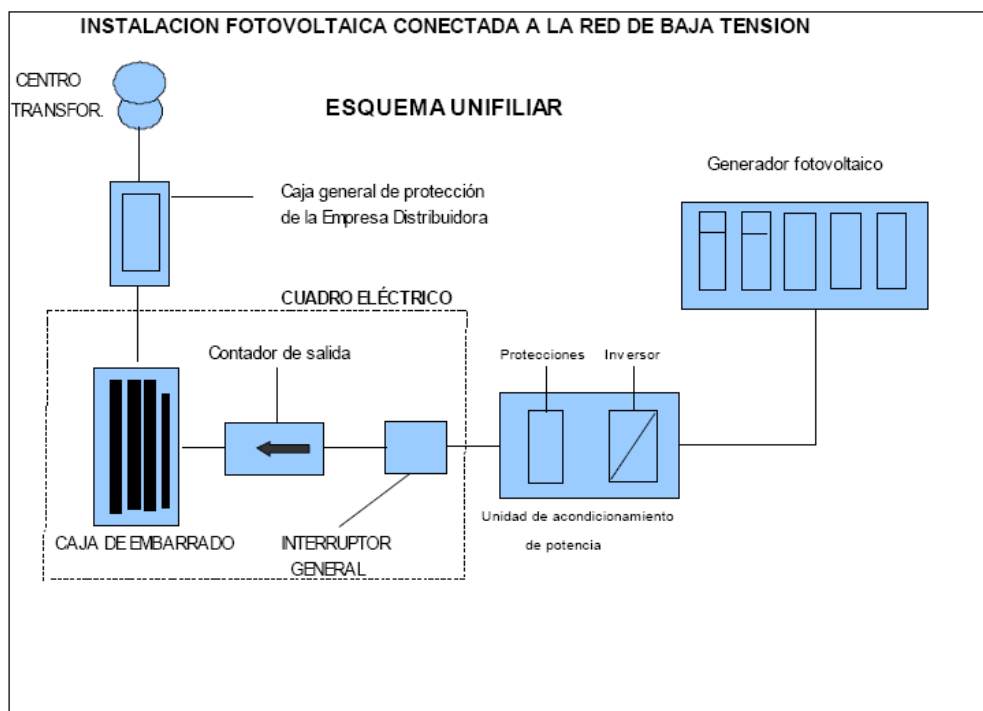 INSTALACION FOTOVOLTAICA CONECTADA A LA RED DE BAJA TENSION
CENTRO
TRANSFOR.
ESQUEMA UNIFILIAR
Generador fotovoltaico
Caja general de protección
de la Empresa Distribuidora
CUADRO ELÉCTRICO
Contador de salida
Protecciones
Inversor
Unidad de acondicionamiento
de potencia
CAJA DE EMBARRADO
INTERRUPTOR
GENERAL